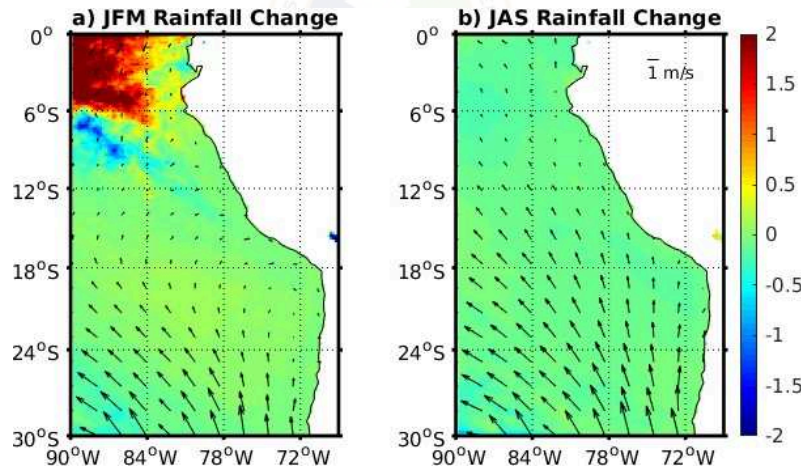 a) JFM Rainfall Change
b) JAS Rainfall Change
0°
6°S
12°S
18°S
24°S
30°S
90°W 84°W 78°W 72°W
0°
6°S
12°S
18°S
24°S
30°S
90°W 84°W 78°W 72°W
1 m/s
2
1.5
1
0.5
0
-0.5
-1
-1.5
-2